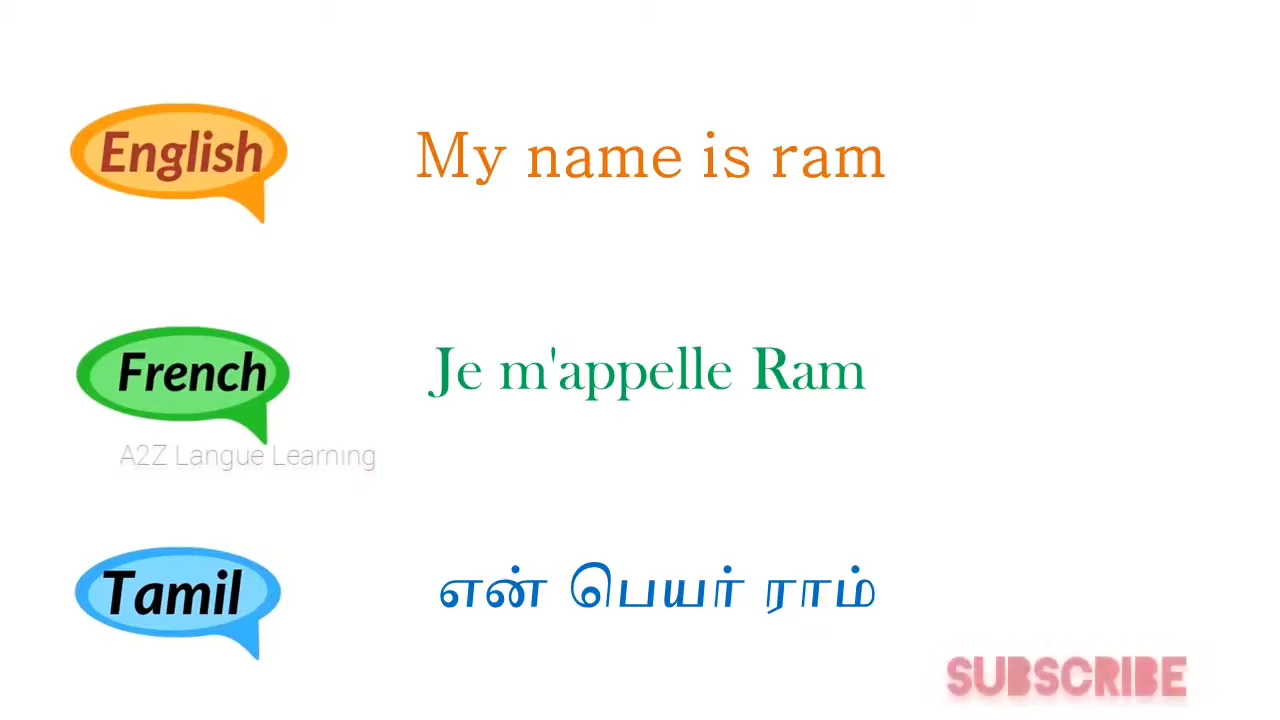 English
My name is ram
French
Je m'appelle Ram
A2Z Langue Learning
Tamil
என் பெயர் ராம்
SUBSCRIBE